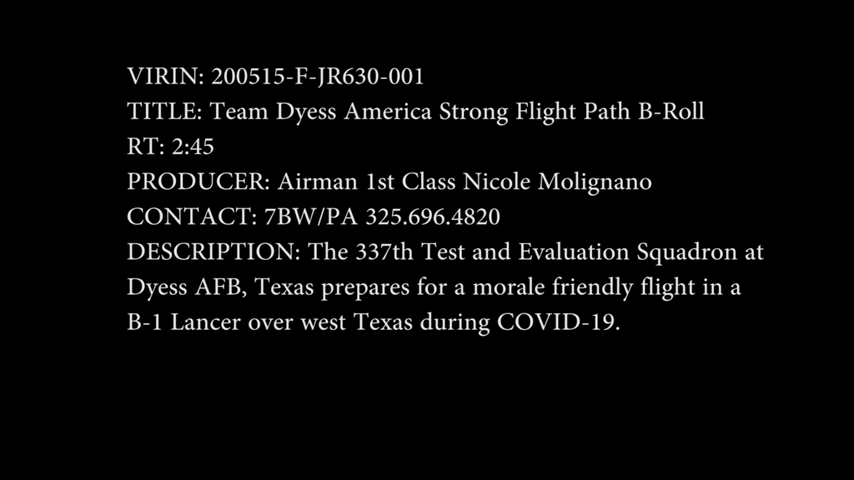 VIRIN: 200515-F-JR630-001
TITLE: Team Dyess America Strong Flight Path B-Roll
RT: 2:45
PRODUCER: Airman 1st Class Nicole Molignano
CONTACT: 7BW/PA 325.696.4820
DESCRIPTION: The 337th Test and Evaluation Squadron at
Dyess AFB, Texas prepares for a morale friendly flight in a
B-1 Lancer over west Texas during COVID-19.